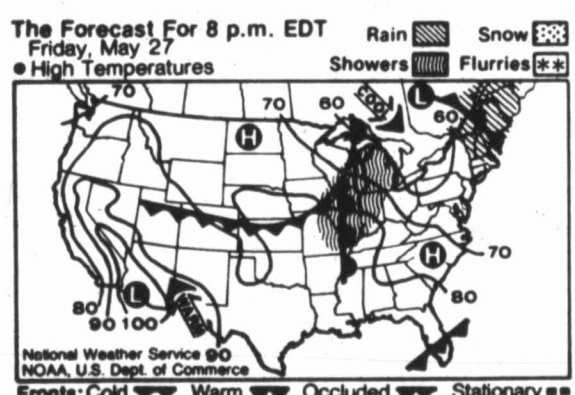 The Forecast For 8 p.m. EDT
Friday, May 27
● High Temperatures
Rain
Snow
Showers
Flurries
70
70
60
COOL
L
60
H
H
70
80
80
90
100
L
WARM
90
National Weather Service
NOAA, U.S. Dept. of Commerce
Fronts: Cold
Warm
Occluded
Stationary